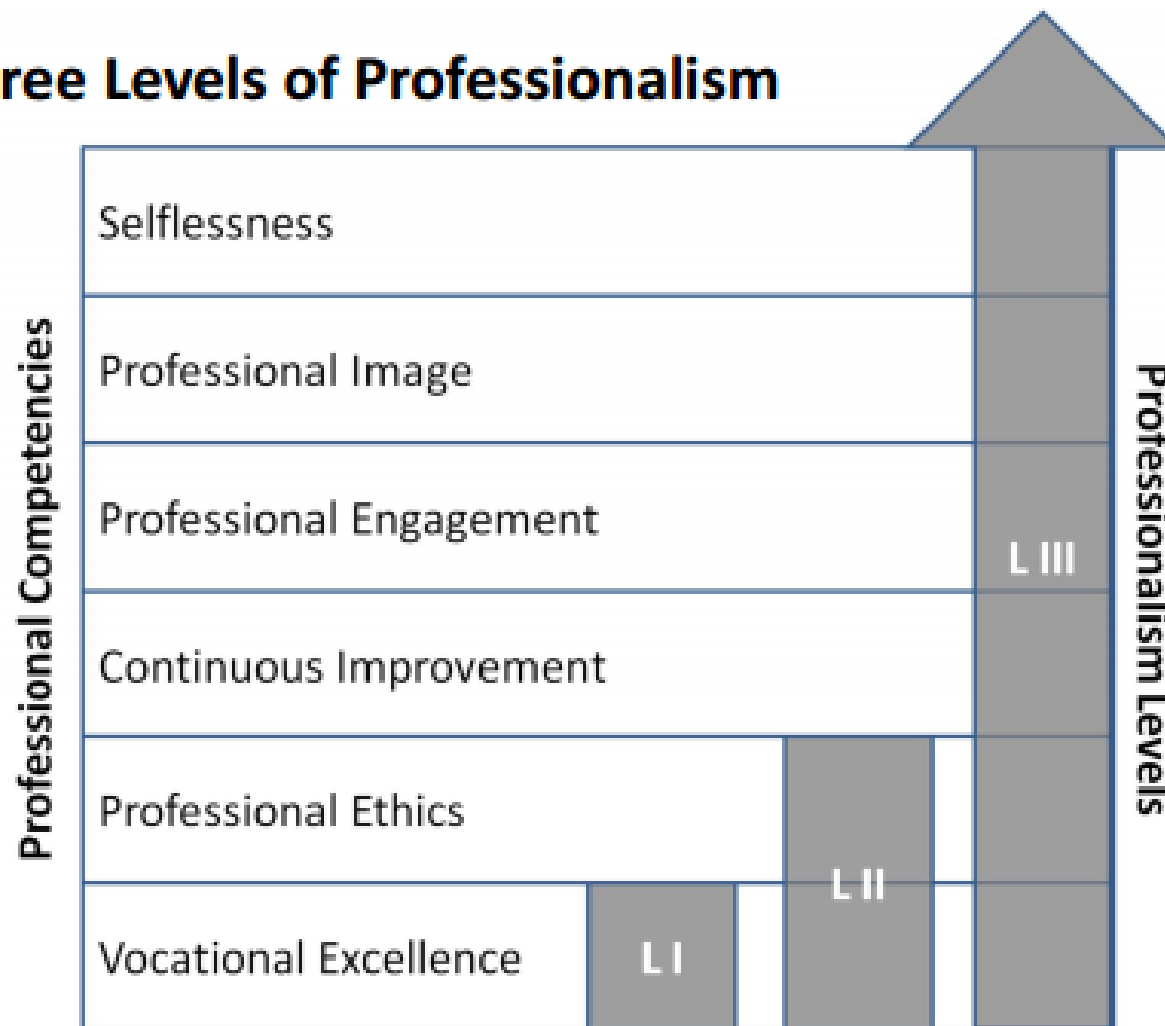 ree Levels of Professionalism
Professional Competencies
Selflessness
Professional Image
Professional Engagement
Continuous Improvement
Professional Ethics
Vocational Excellence
L I
L II
L III
Professionalism Levels